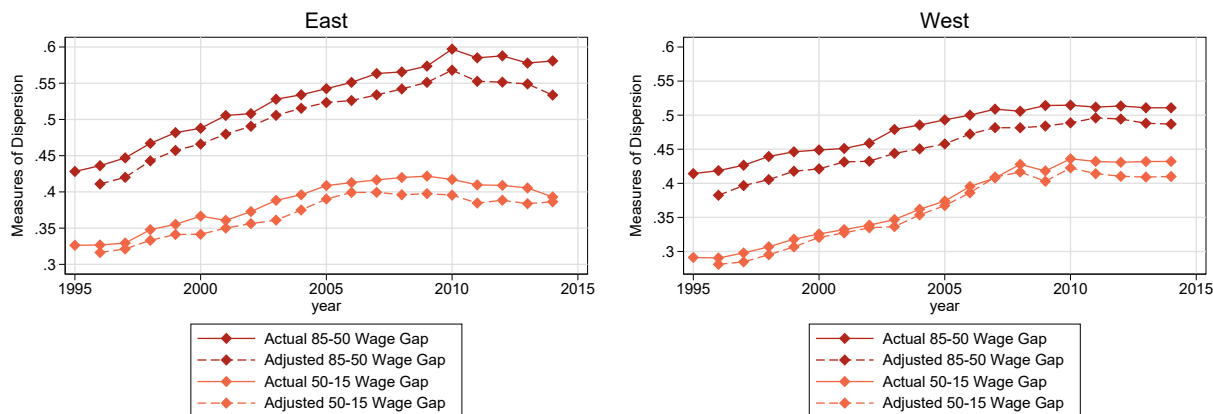 East
Measures of Dispersion
.6
.55
.5
.45
.4
.35
.3
1995
2000
2005
2010
2015
year
Actual 85-50 Wage Gap
Adjusted 85-50 Wage Gap
Actual 50-15 Wage Gap
Adjusted 50-15 Wage Gap
West
Measures of Dispersion
.6
.55
.5
.45
.4
.35
.3
1995
2000
2005
2010
2015
year
Actual 85-50 Wage Gap
Adjusted 85-50 Wage Gap
Actual 50-15 Wage Gap
Adjusted 50-15 Wage Gap